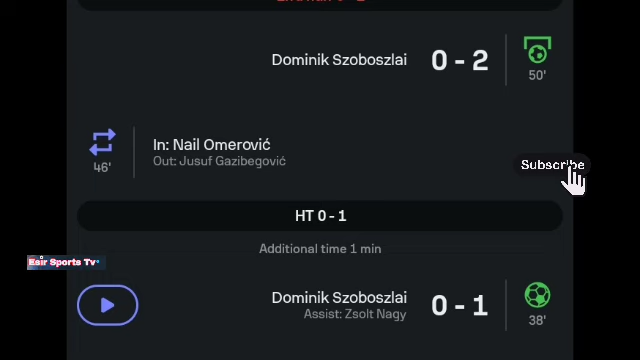 Dominik Szoboszlai
0 - 2
50'
46'
In: Nail Omerović
Out: Jusuf Gazibegović
Subscribe
HT 0 - 1
Additional time 1 min
Esir Sports Tv
Dominik Szoboszlai
Assist: Zsolt Nagy
0 - 1
38'